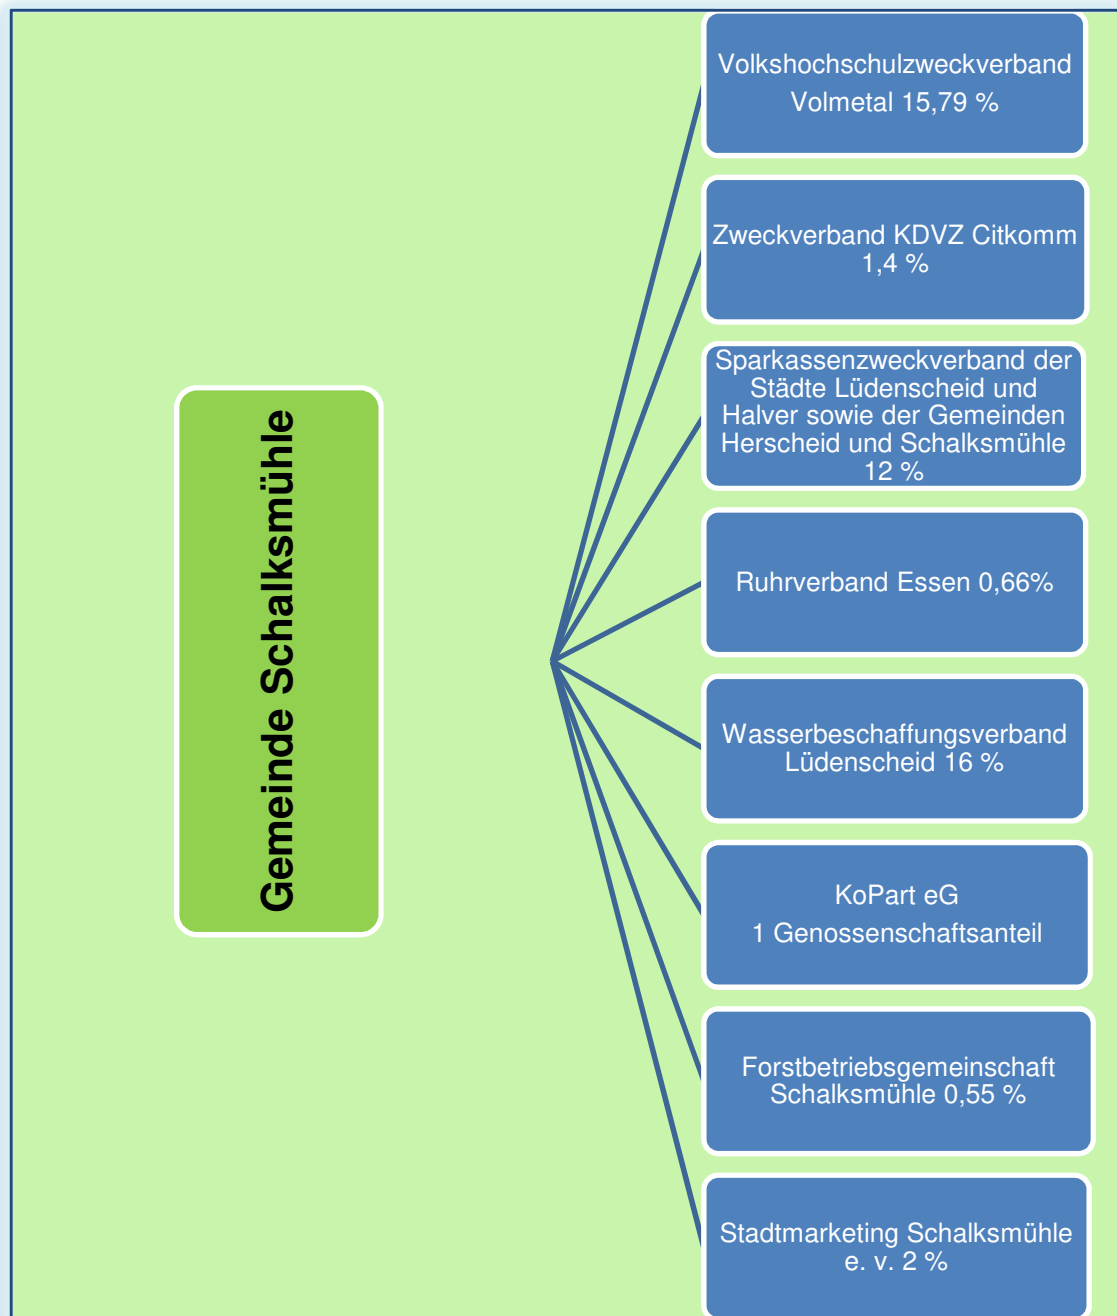 Gemeinde Schalksmühle
Volkshochschulzweckverband
Volmetal 15,79 %
Zweckverband KDVZ Citkomm
1,4 %
Sparkassenzweckverband der
Städte Lüdenscheid und
Halver sowie der Gemeinden
Herscheid und Schalksmühle
12 %
Ruhrverband Essen 0,66%
Wasserbeschaffungsverband
Lüdenscheid 16 %
KoPart eG
1 Genossenschaftsanteil
Forstbetriebsgemeinschaft
Schalksmühle 0,55 %
Stadtmarketing Schalksmühle
e. v. 2 %